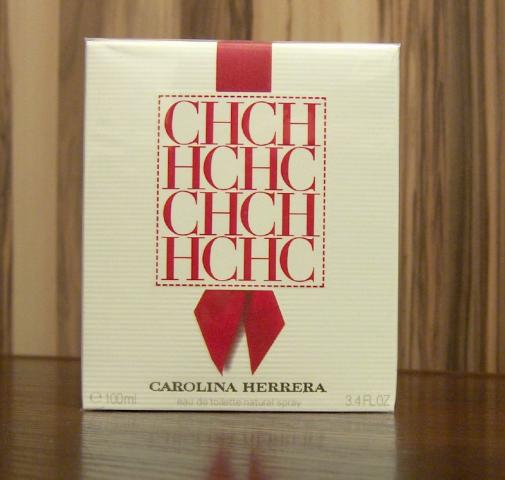 CHCH
HCHC
CHCH
HCHC
CAROLINA HERRERA
℮ 100ml eau de toilette natural spray 3.4 FL OZ